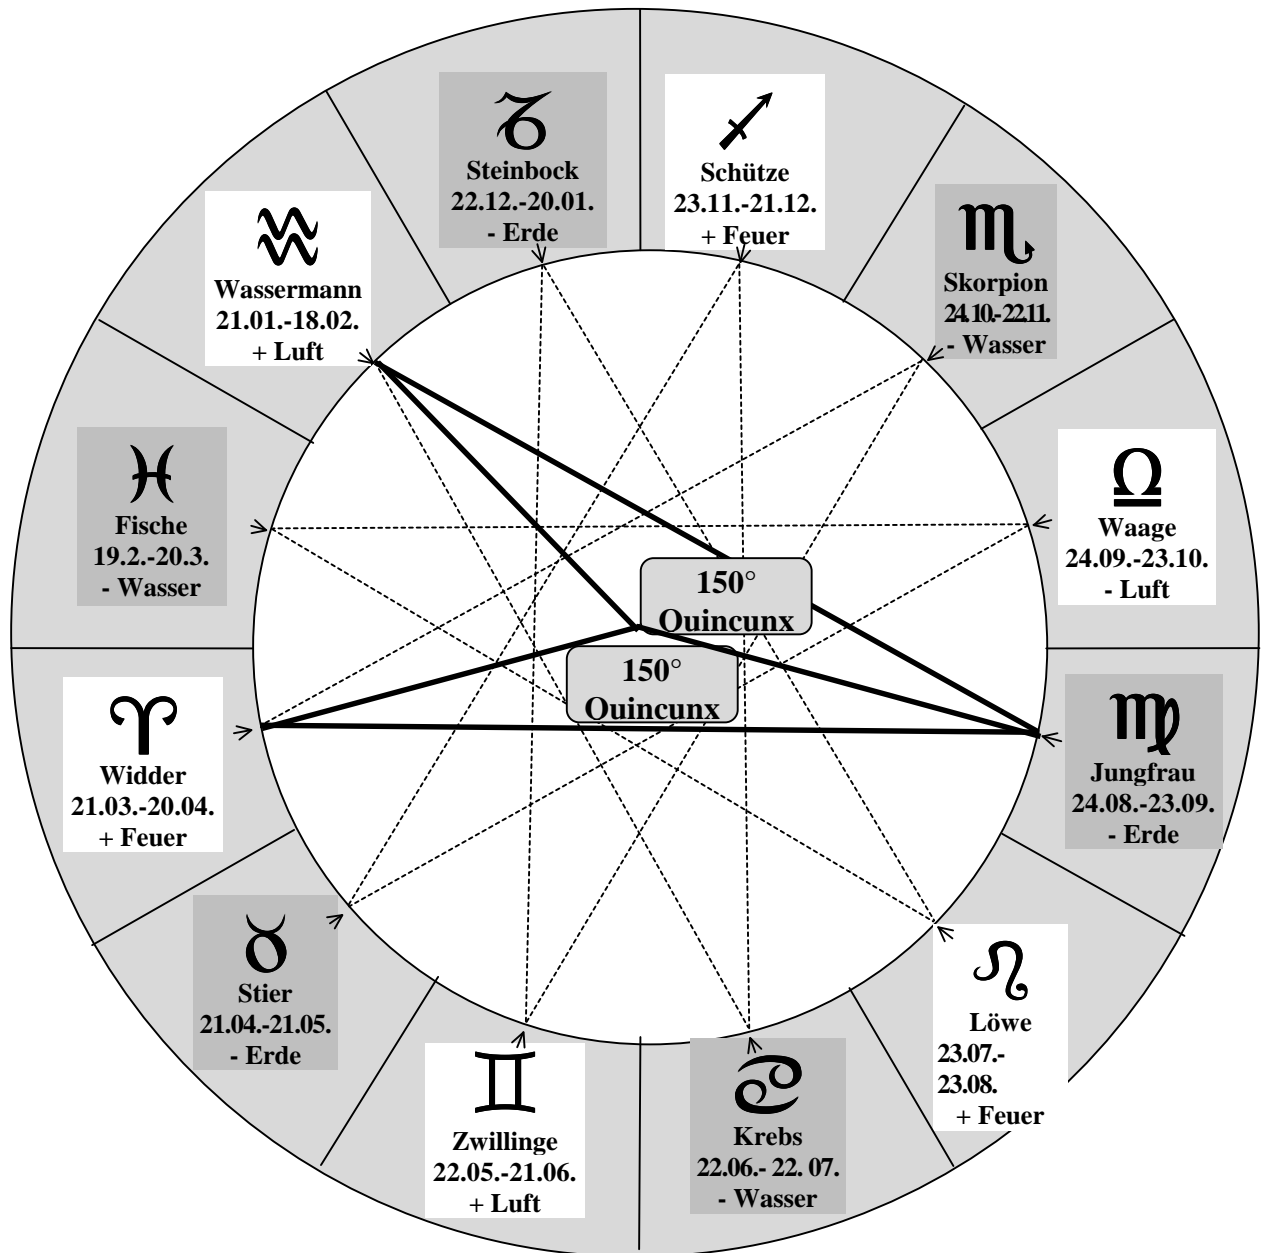 Steinbock
22.12.-20.01.
- Erde
Schütze
23.11.-21.12.
+ Feuer
Wassermann
21.01.-18.02.
+ Luft
Skorpion
24.10.-22.11.
- Wasser
Fische
19.2.-20.3.
- Wasser
Waage
24.09.-23.10.
- Luft
150°
Quincunx
150°
Quincunx
Widder
21.03.-20.04.
+ Feuer
Jungfrau
24.08.-23.09.
- Erde
Stier
21.04.-21.05.
- Erde
Löwe
23.07.-
23.08.
+ Feuer
Zwillinge
22.05.-21.06.
+ Luft
Krebs
22.06.- 22. 07.
- Wasser